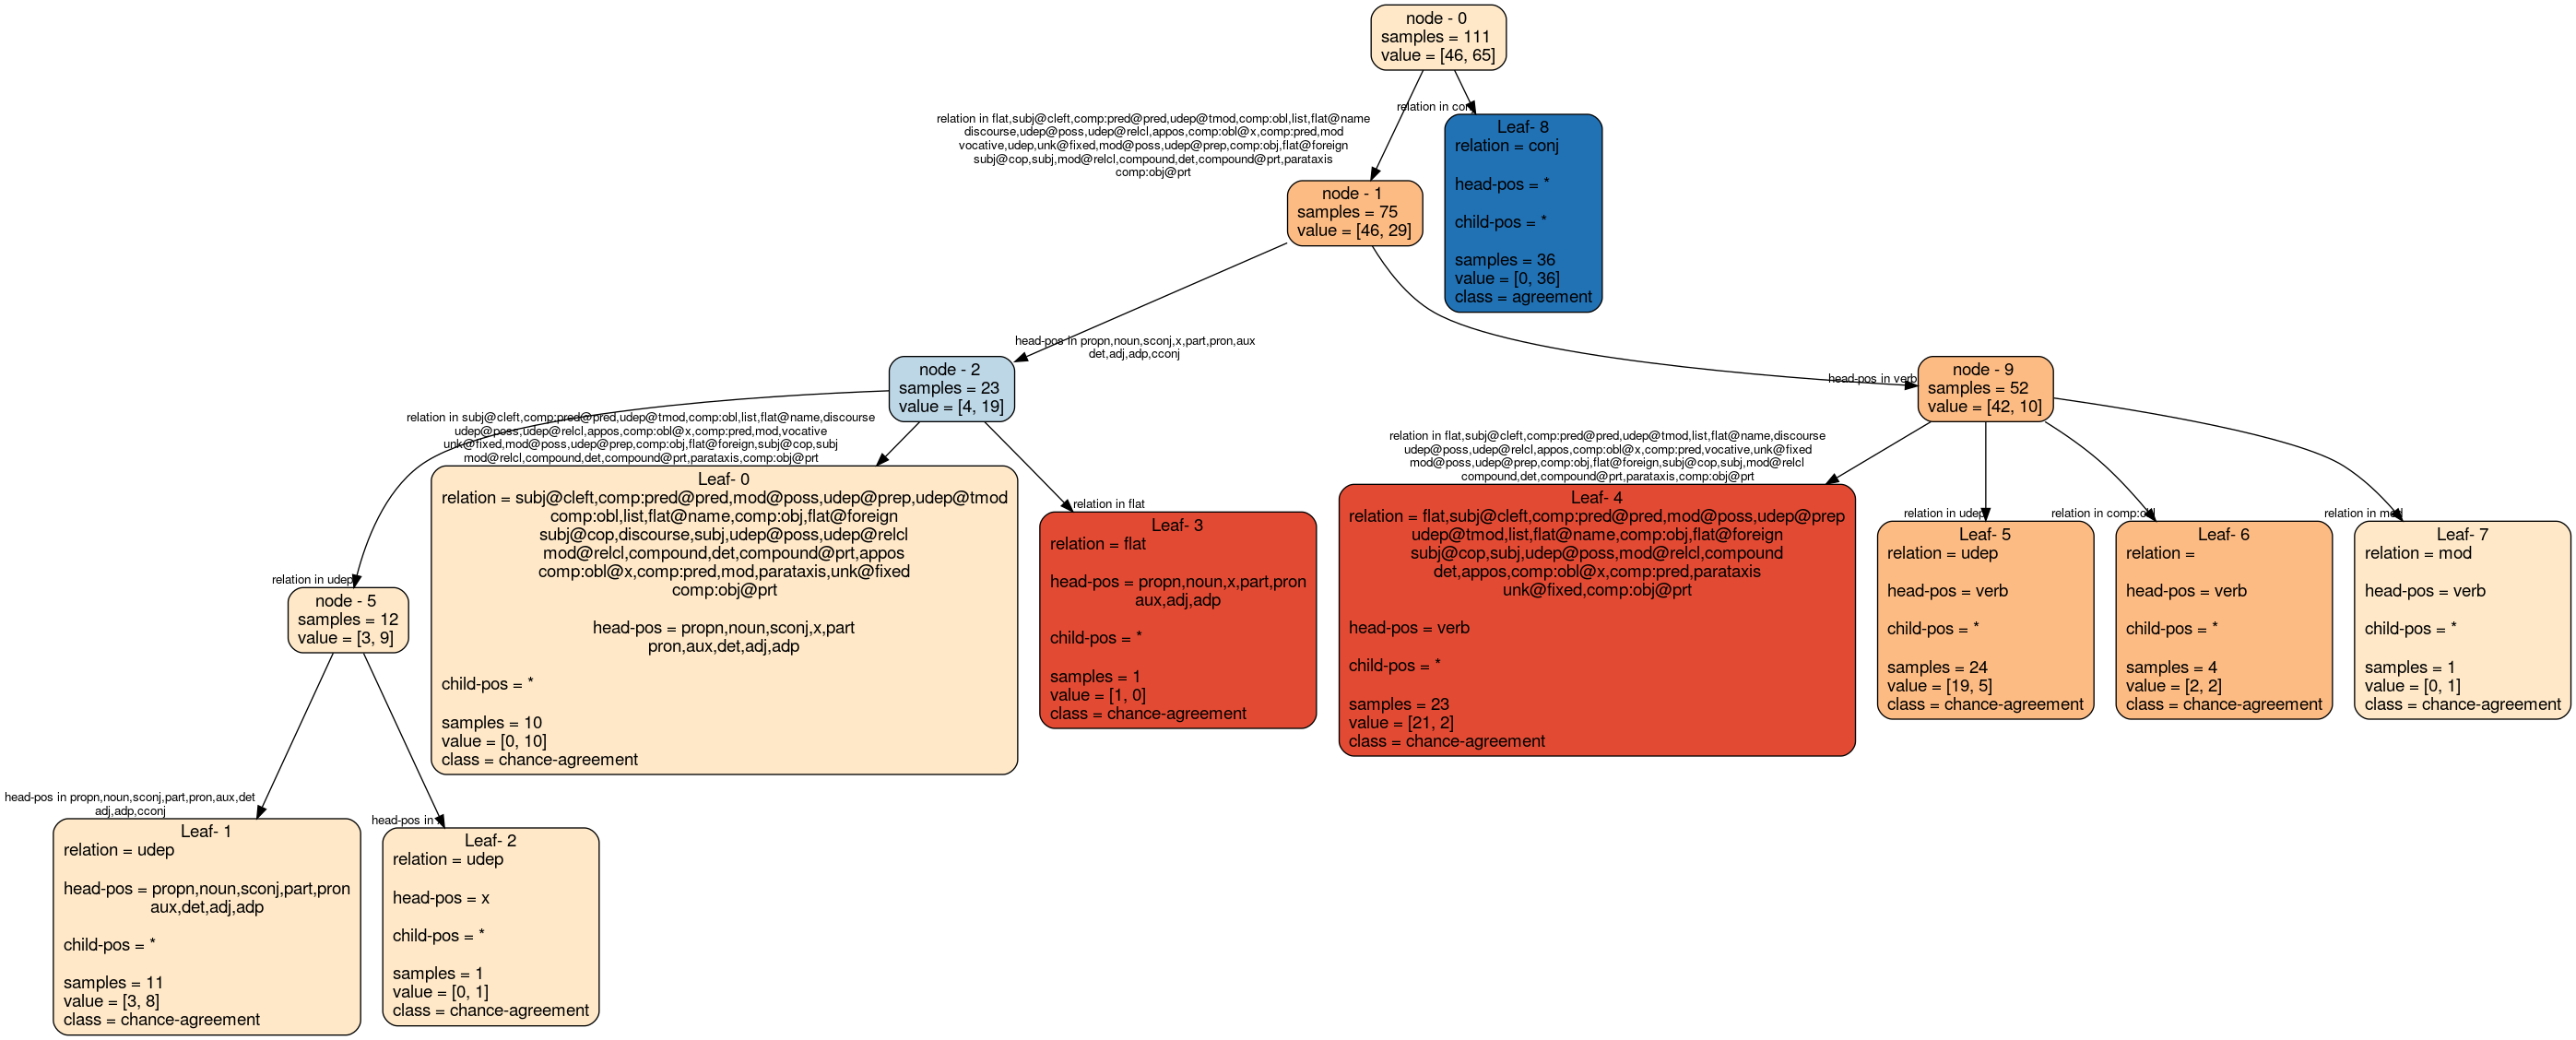 node - 0
samples = 111
value = [46, 65]
relation in flat,subj@cleft,comp:pred@pred,udep@tmod,comp:obl,list,flat@name
discourse,udep@poss,udep@relcl,appos,comp:obl@x,comp:pred,mod
vocative,udep,unk@fixed,mod@poss,udep@prep,comp:obj,flat@foreign
subj@cop,subj,mod@relcl,compound,det,compound@prt,parataxis
comp:obj@prt
relation in conj
node - 1
samples = 75
value = [46, 29]
Leaf- 8
relation = conj
head-pos = *
child-pos = *
samples = 36
value = [0, 36]
class = agreement
head-pos in propn,noun,sconj,x,part,pron,aux
det,adj,adp,cconj
head-pos in verb
node - 2
samples = 23
value = [4, 19]
node - 9
samples = 52
value = [42, 10]
relation in subj@cleft,comp:pred@pred,udep@tmod,comp:obl,list,flat@name,discourse
udep@poss,udep@relcl,appos,comp:obl@x,comp:pred,mod,vocative
unk@fixed,mod@poss,udep@prep,comp:obj,flat@foreign,subj@cop,subj
mod@relcl,compound,det,compound@prt,parataxis,comp:obj@prt
relation in flat
relation in udep
relation in flat,subj@cleft,comp:pred@pred,udep@tmod,list,flat@name,discourse
udep@poss,udep@relcl,appos,comp:obl@x,comp:pred,vocative,unk@fixed
mod@poss,udep@prep,comp:obj,flat@foreign,subj@cop,subj,mod@relcl
compound,det,compound@prt,parataxis,comp:obj@prt
relation in udep
relation in comp:obl
relation in mod
node - 5
samples = 12
value = [3, 9]
Leaf- 0
relation = subj@cleft,comp:pred@pred,mod@poss,udep@prep,udep@tmod
comp:obl,list,flat@name,comp:obj,flat@foreign
subj@cop,discourse,subj,udep@poss,udep@relcl
mod@relcl,compound,det,compound@prt,appos
comp:obl@x,comp:pred,mod,parataxis,unk@fixed
comp:obj@prt
head-pos = propn,noun,sconj,x,part
pron,aux,det,adj,adp
child-pos = *
samples = 10
value = [0, 10]
class = chance-agreement
Leaf- 3
relation = flat
head-pos = propn,noun,x,part,pron
aux,adj,adp
child-pos = *
samples = 1
value = [1, 0]
class = chance-agreement
Leaf- 4
relation = flat,subj@cleft,comp:pred@pred,mod@poss,udep@prep
udep@tmod,list,flat@name,comp:obj,flat@foreign
subj@cop,subj,udep@poss,mod@relcl,compound
det,appos,comp:obl@x,comp:pred,parataxis
unk@fixed,comp:obj@prt
head-pos = verb
child-pos = *
samples = 23
value = [21, 2]
class = chance-agreement
Leaf- 5
relation = udep
head-pos = verb
child-pos = *
samples = 24
value = [19, 5]
class = chance-agreement
Leaf- 6
relation =
head-pos = verb
child-pos = *
samples = 4
value = [2, 2]
class = chance-agreement
Leaf- 7
relation = mod
head-pos = verb
child-pos = *
samples = 1
value = [0, 1]
class = chance-agreement
head-pos in propn,noun,sconj,part,pron,aux,det
adj,adp,cconj
head-pos in
Leaf- 1
relation = udep
head-pos = propn,noun,sconj,part,pron
aux,det,adj,adp
child-pos = *
samples = 11
value = [3, 8]
class = chance-agreement
Leaf- 2
relation = udep
head-pos = x
child-pos = *
samples = 1
value = [0, 1]
class = chance-agreement